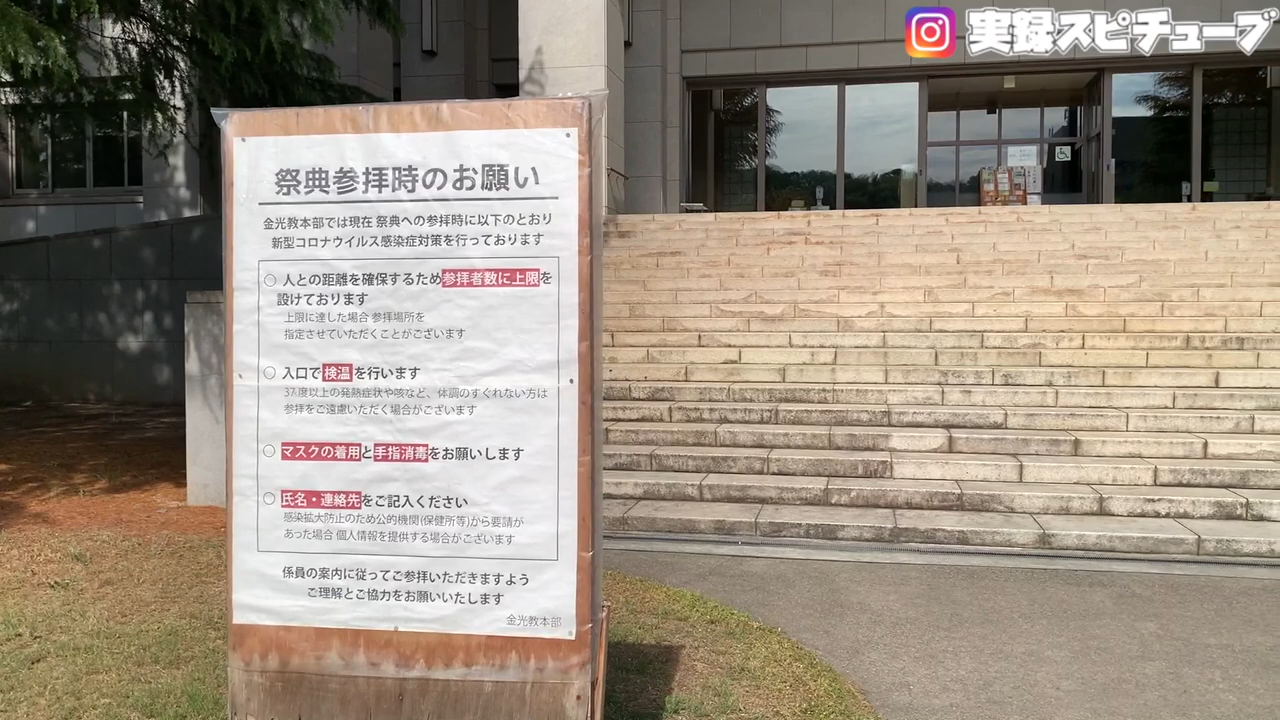 実録スピチューブ
祭典参拝時のお願い
金光教本部では現在 祭典への参拝時に以下のとおり
新型コロナウイルス感染症対策を行っております
○ 人との距離を確保するため参拝者数に上限を
設けております
上限に達した場合 参拝場所を
指定させていただくことがございます
○ 入口で検温を行います
37.度以上の発熱症状や咳など、体調のすぐれない方は
参拝をご遠慮いただく場合がございます
○ マスクの着用と手指消毒をお願いします
○ 氏名・連絡先をご記入ください
感染拡大防止のため公的機関(保健所等)から要請が
あった場合 個人情報を提供する場合がございます
係員の案内に従ってご参拝いただきますよう
ご理解とご協力をお願いいたします
金光教本部